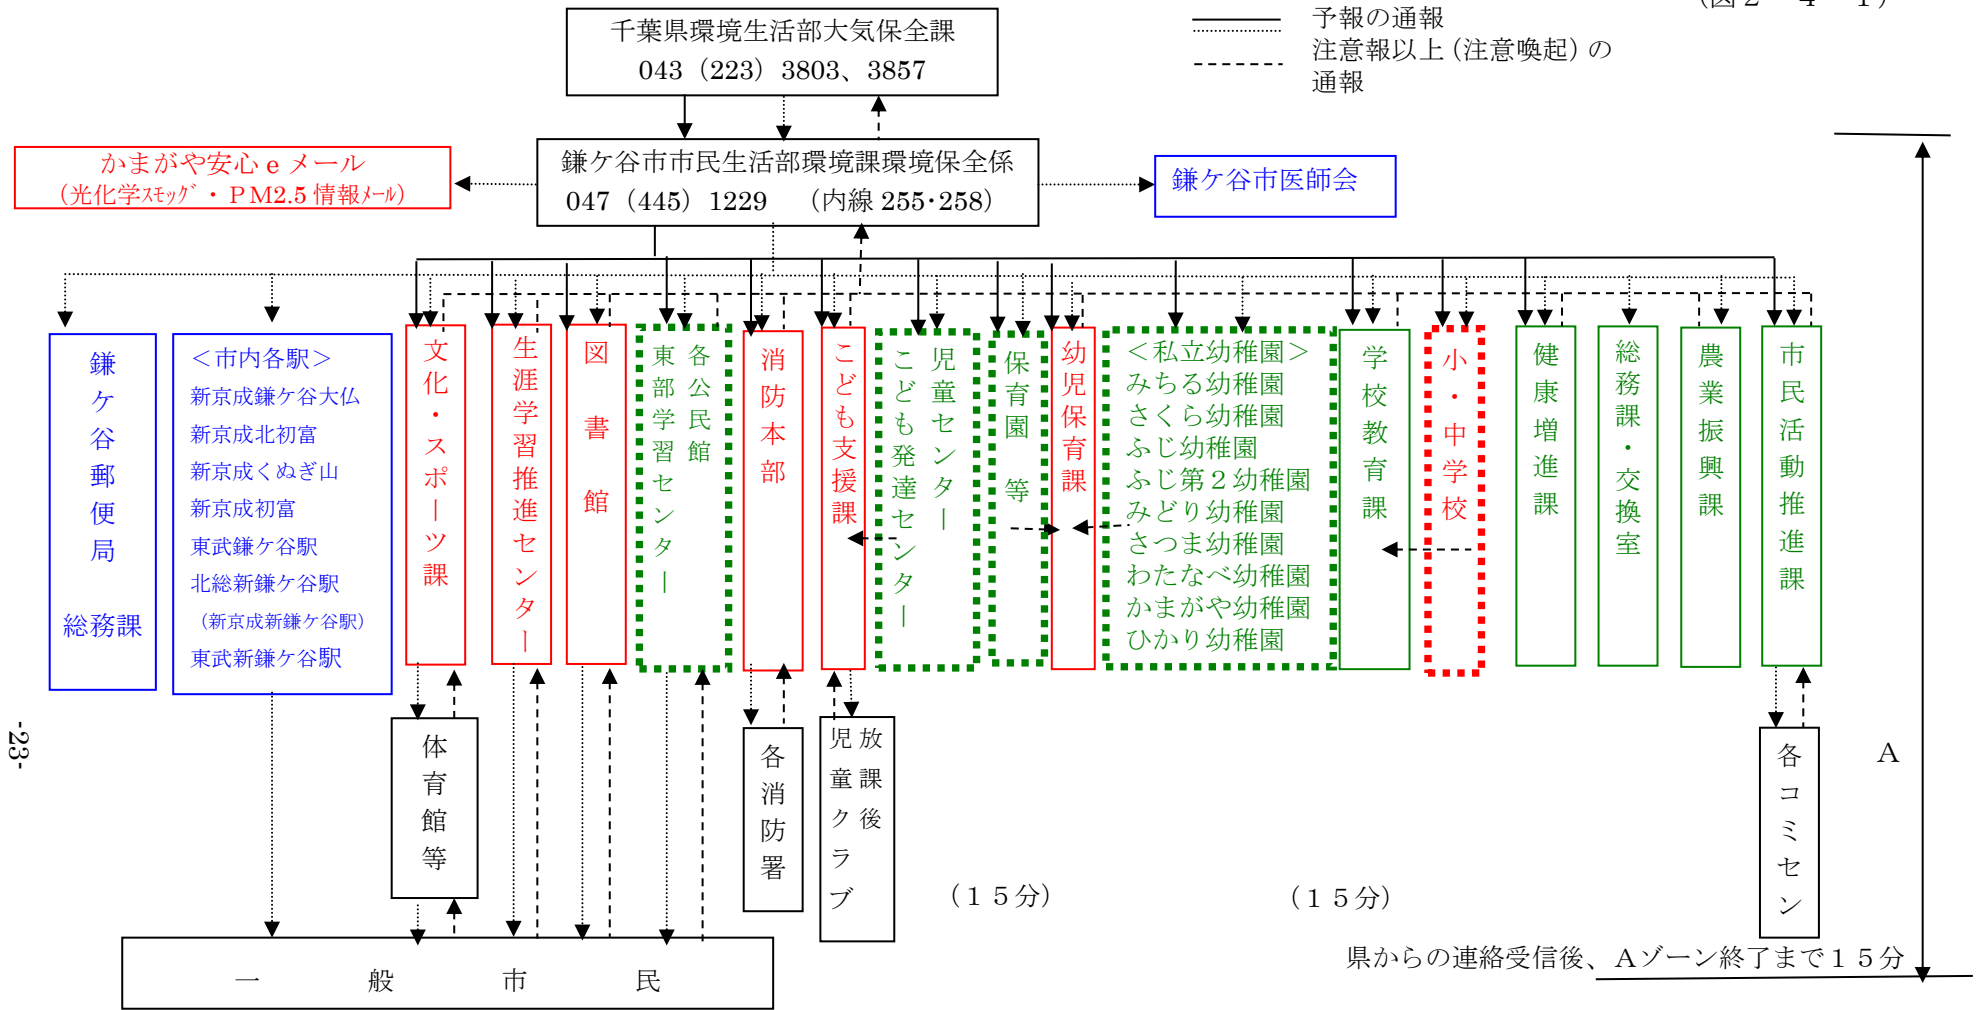 (図２－４－１)
予報の通報
注意報以上(注意喚起)の
通報
千葉県環境生活部大気保全課
043（223）3803、3857
鎌ケ谷市市民生活部環境課環境保全係
047（445）1229　（内線 255･258）
かまがや安心 e メール
(光化学ｽﾓｯｸﾞ・ＰＭ2.5 情報ﾒｰﾙ)
鎌ケ谷市医師会
鎌ケ谷郵便局　総務課
＜市内各駅＞
新京成鎌ケ谷大仏
新京成北初富
新京成くぬぎ山
新京成初富
東武鎌ケ谷駅
北総新鎌ケ谷駅
（新京成新鎌ケ谷駅）
東武新鎌ケ谷駅
文化・スポーツ課
生涯学習推進センター
図書館
各公民館
東部学習センター
消防本部
こども支援課
児童センター
こども発達センター
保育園等
幼児保育課
＜私立幼稚園＞
みちる幼稚園
さくら幼稚園
ふじ幼稚園
ふじ第２幼稚園
みどり幼稚園
さつま幼稚園
わたなべ幼稚園
かまがや幼稚園
ひかり幼稚園
学校教育課
小・中学校
健康増進課
総務課・交換室
農業振興課
市民活動推進課
体育館等
各消防署
放課後
児童クラブ
各コミセン
A
（１５分）
（１５分）
県からの連絡受信後、Aゾーン終了まで１５分
一般市民
-23-